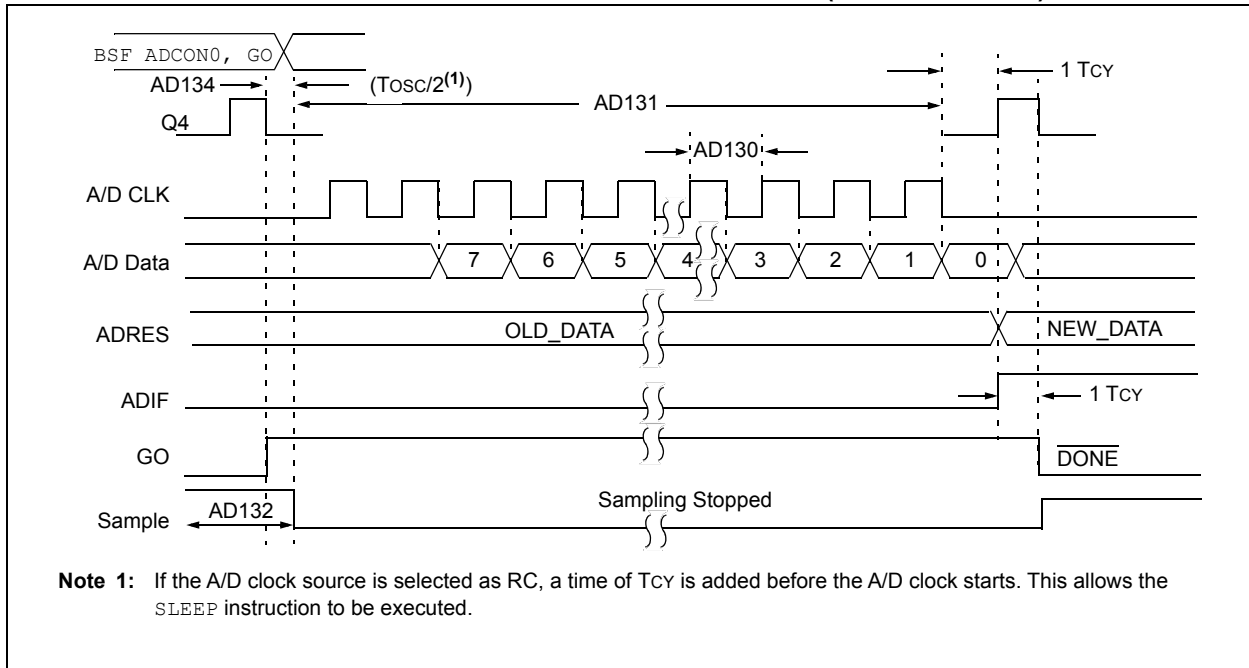 BSF ADCON0, GO
AD134 (TOSC/2(1)) 1 TCY
AD131
Q4
AD130
A/D CLK
A/D Data 7 6 5 4 3 2 1 0
ADRES OLD_DATA NEW_DATA
ADIF 1 TCY
GO DONE
Sample AD132 Sampling Stopped
Note 1: If the A/D clock source is selected as RC, a time of TCY is added before the A/D clock starts. This allows the
SLEEP instruction to be executed.